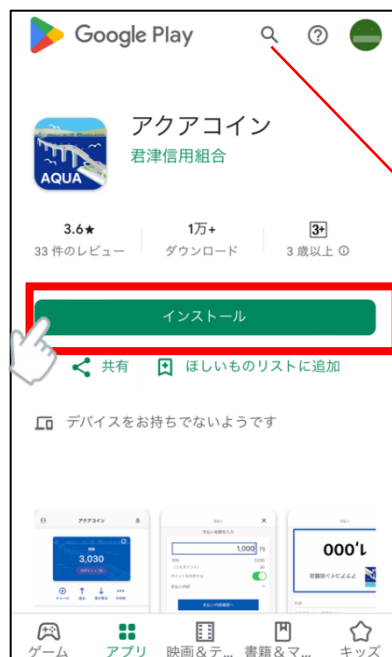 Google Play
アクアコイン
君津信用組合
AQUA
3.6★ 1万+ 3+
33 件のレビュー ダウンロード 3 歳以上
インストール
共有 ほしいものリストに追加
デバイスをお持ちでないようです
アクアコイン
3,030
1,000 円
000'L
ゲーム アプリ 映画&テ... 書籍&マ... キッズ